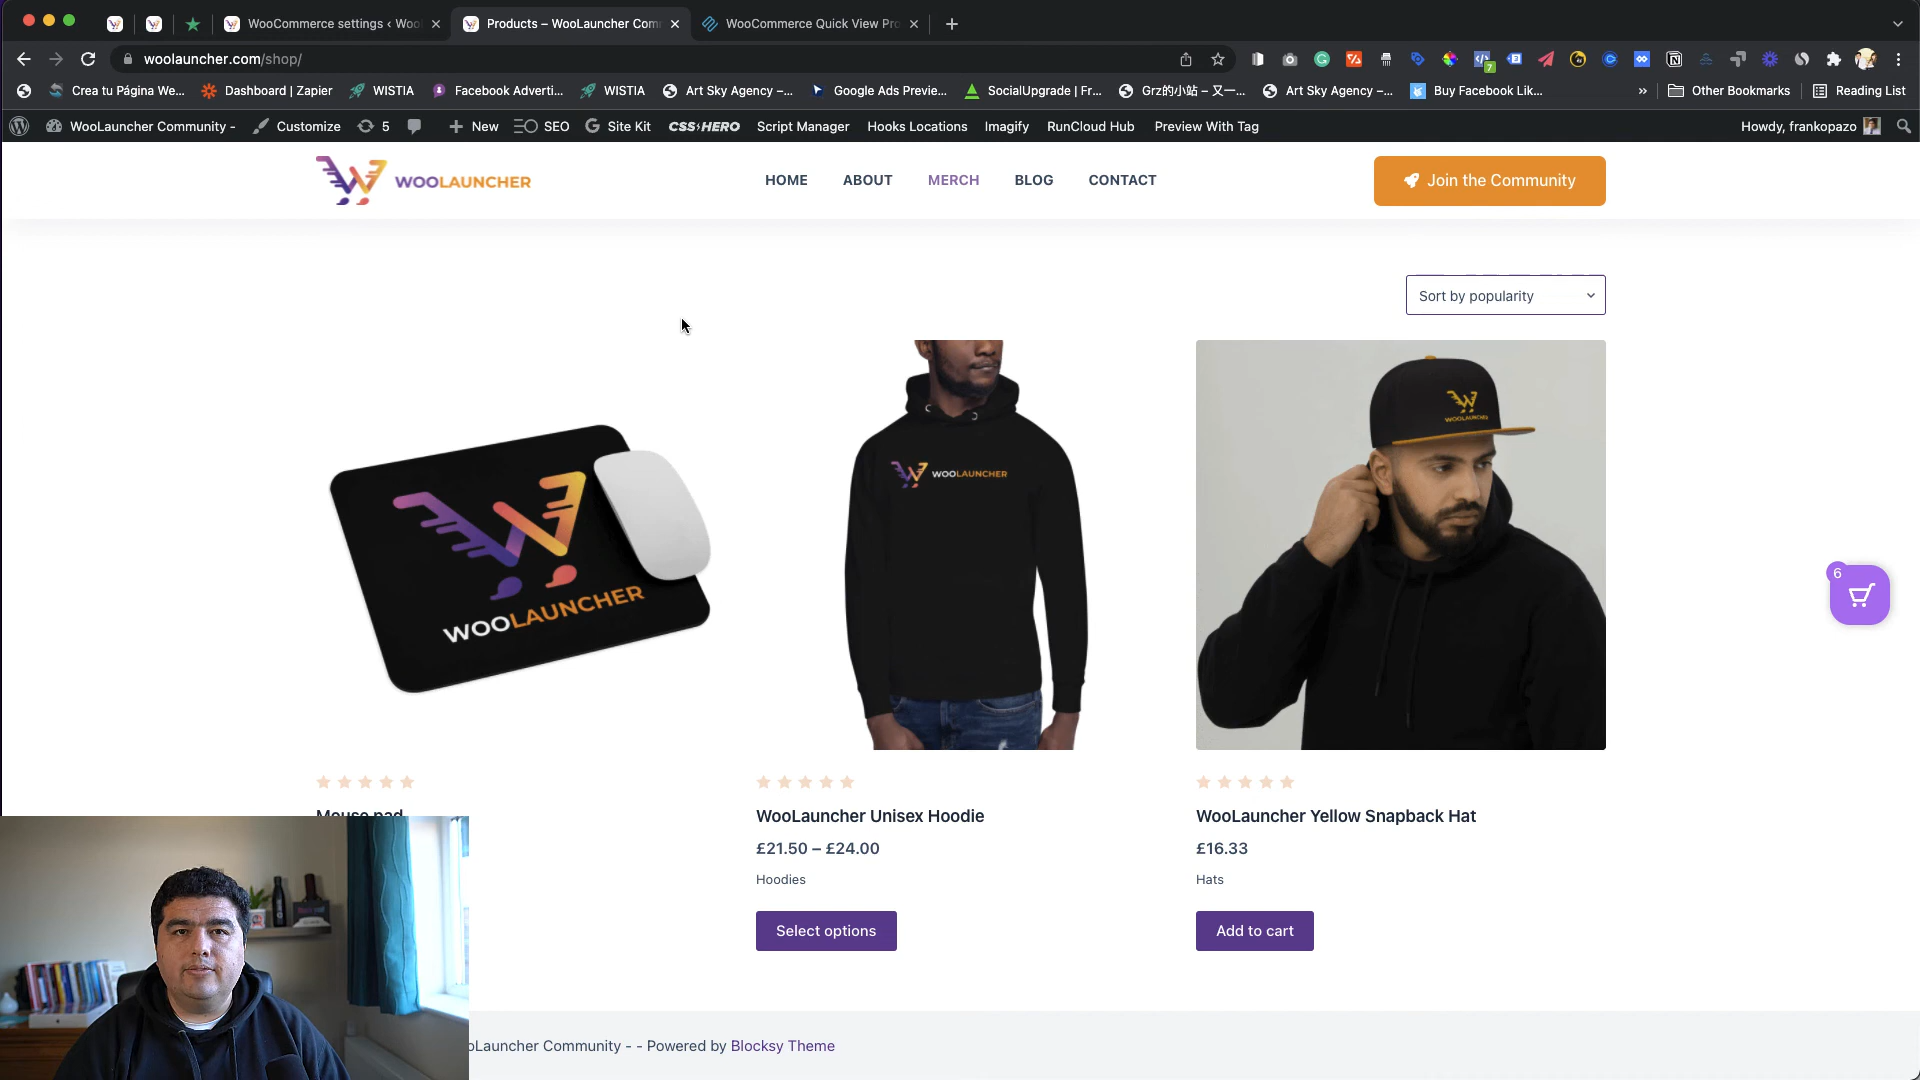 WooCommerce settings ‹ Woo
Products – WooLauncher Com
WooCommerce Quick View Pro
woolauncher.com/shop/
7
Crea tu Página We...
Dashboard | Zapier
WISTIA
Facebook Adverti...
WISTIA
Art Sky Agency –...
Google Ads Previe...
SocialUpgrade | Fr...
Grz的小站 – 又一...
Art Sky Agency –...
Buy Facebook Lik...
»
Other Bookmarks
Reading List
WooLauncher Community -
Customize
5
New
SEO
Site Kit
CSS HERO
Script Manager
Hooks Locations
Imagify
RunCloud Hub
Preview With Tag
Howdy, frankopazo
WOOLAUNCHER
HOME
ABOUT
MERCH
BLOG
CONTACT
Join the Community
Sort by popularity
WOOLAUNCHER
WOOLAUNCHER
WOOLAUNCHER
6
Mouse pad
WooLauncher Unisex Hoodie
£21.50 – £24.00
Hoodies
Select options
WooLauncher Yellow Snapback Hat
£16.33
Hats
Add to cart
oLauncher Community - - Powered by Blocksy Theme